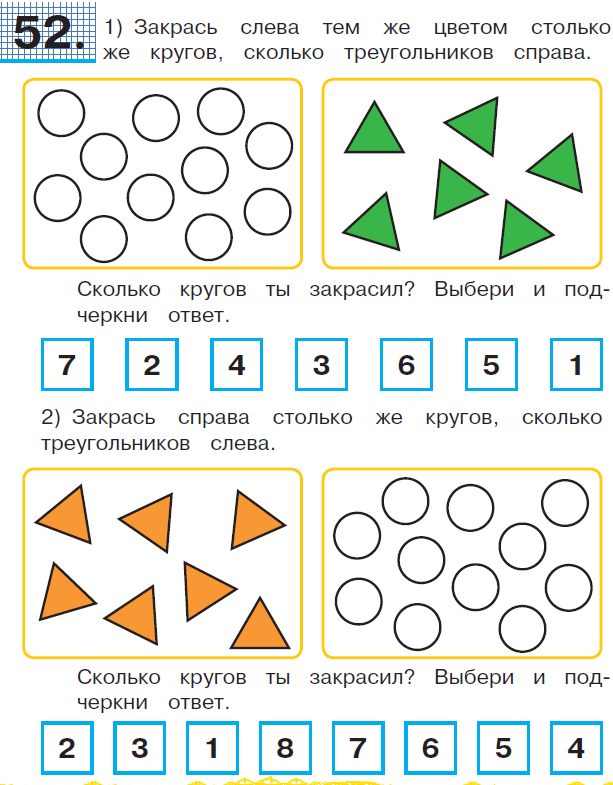 52.
1) Закрась слева тем же цветом столько
же кругов, сколько треугольников справа.
Сколько кругов ты закрасил? Выбери и под-
черкни ответ.
7 2 4 3 6 5 1
2) Закрась справа столько же кругов, сколько
треугольников слева.
Сколько кругов ты закрасил? Выбери и под-
черкни ответ.
2 3 1 8 7 6 5 4